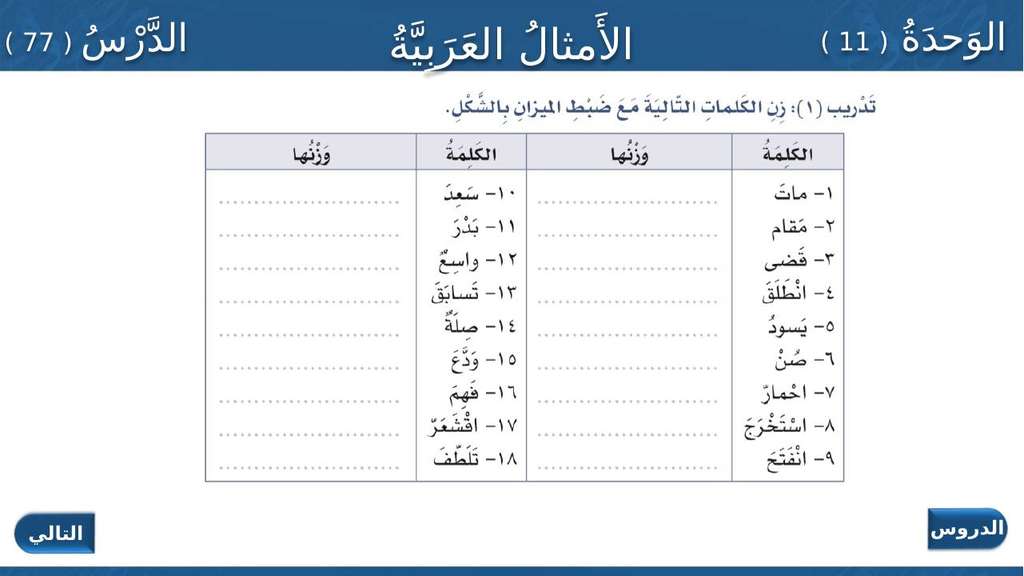 الوَحدَةُ ( 11 )
الأَمثالُ العَرَبِيَّةُ
الدَّرْسُ ( 77 )
تَدْريب (١): زِنِ الكَلماتِ التّالِيَةَ مَعَ ضَبْطِ الميزانِ بِالشَّكْلِ.
الكَلِمَةُ وَزْنُها الكَلِمَةُ وَزْنُها
١- ماتَ ........................ ١٠- سَعِدَ ........................
٢- مَقام ........................ ١١- بَدْرَ ........................
٣- قَضى ........................ ١٢- واسِعٌ ........................
٤- انْطَلَقَ ........................ ١٣- تَسابَقَ ........................
٥- يَسودُ ........................ ١٤- صِلَةٌ ........................
٦- صُنْ ........................ ١٥- وَدَّعَ ........................
٧- احْمارّ ........................ ١٦- فَهِمَ ........................
٨- اسْتَخْرَجَ ........................ ١٧- اقْشَعَرّ ........................
٩- انْفَتَحَ ........................ ١٨- تَلَطَّفَ ........................
الدروس
التالي